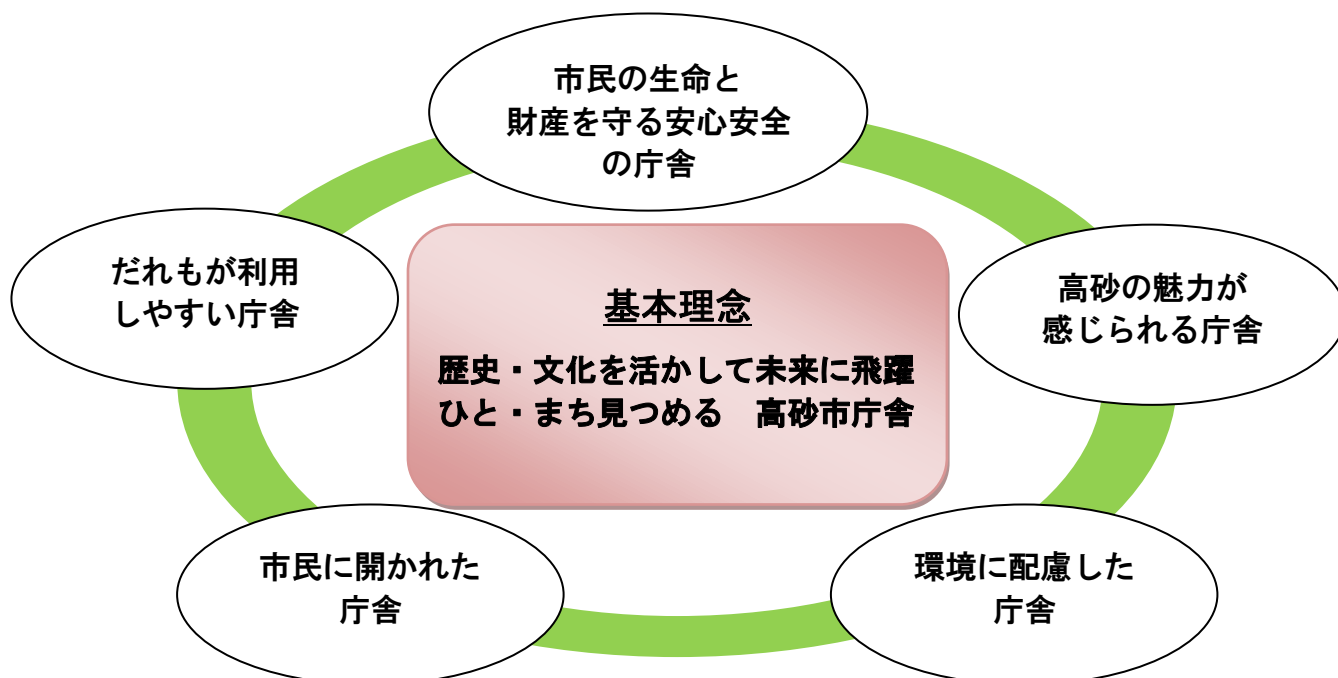 市民の生命と
財産を守る安心安全
の庁舎
だれもが利用
しやすい庁舎
高砂の魅力が
感じられる庁舎
基本理念
歴史・文化を活かして未来に飛躍
ひと・まち見つめる　高砂市庁舎
市民に開かれた
庁舎
環境に配慮した
庁舎